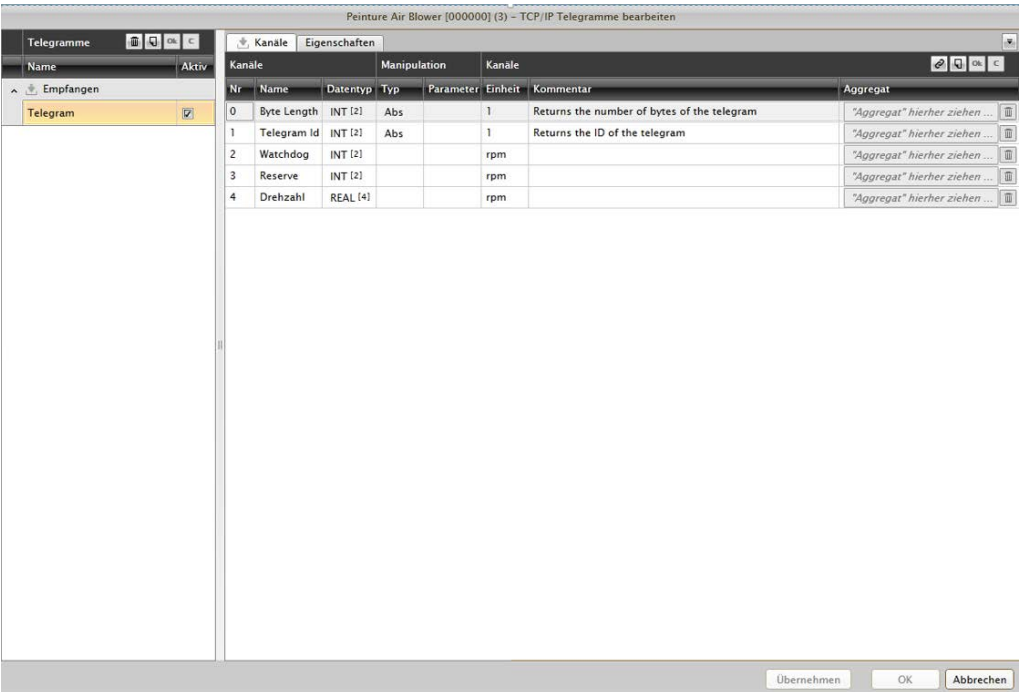 Peinture Air Blower [000000] (3) – TCP/IP Telegramme bearbeiten
Telegramme Ok C
Name Aktiv
Empfangen
Telegram
Kanäle Eigenschaften
Kanäle Manipulation Kanäle Ok C
Nr Name Datentyp Typ Parameter Einheit Kommentar Aggregat
0 Byte Length INT [2] Abs 1 Returns the number of bytes of the telegram "Aggregat" hierher ziehen ...
1 Telegram Id INT [2] Abs 1 Returns the ID of the telegram "Aggregat" hierher ziehen ...
2 Watchdog INT [2] rpm "Aggregat" hierher ziehen ...
3 Reserve INT [2] rpm "Aggregat" hierher ziehen ...
4 Drehzahl REAL [4] rpm "Aggregat" hierher ziehen ...
Übernehmen OK Abbrechen